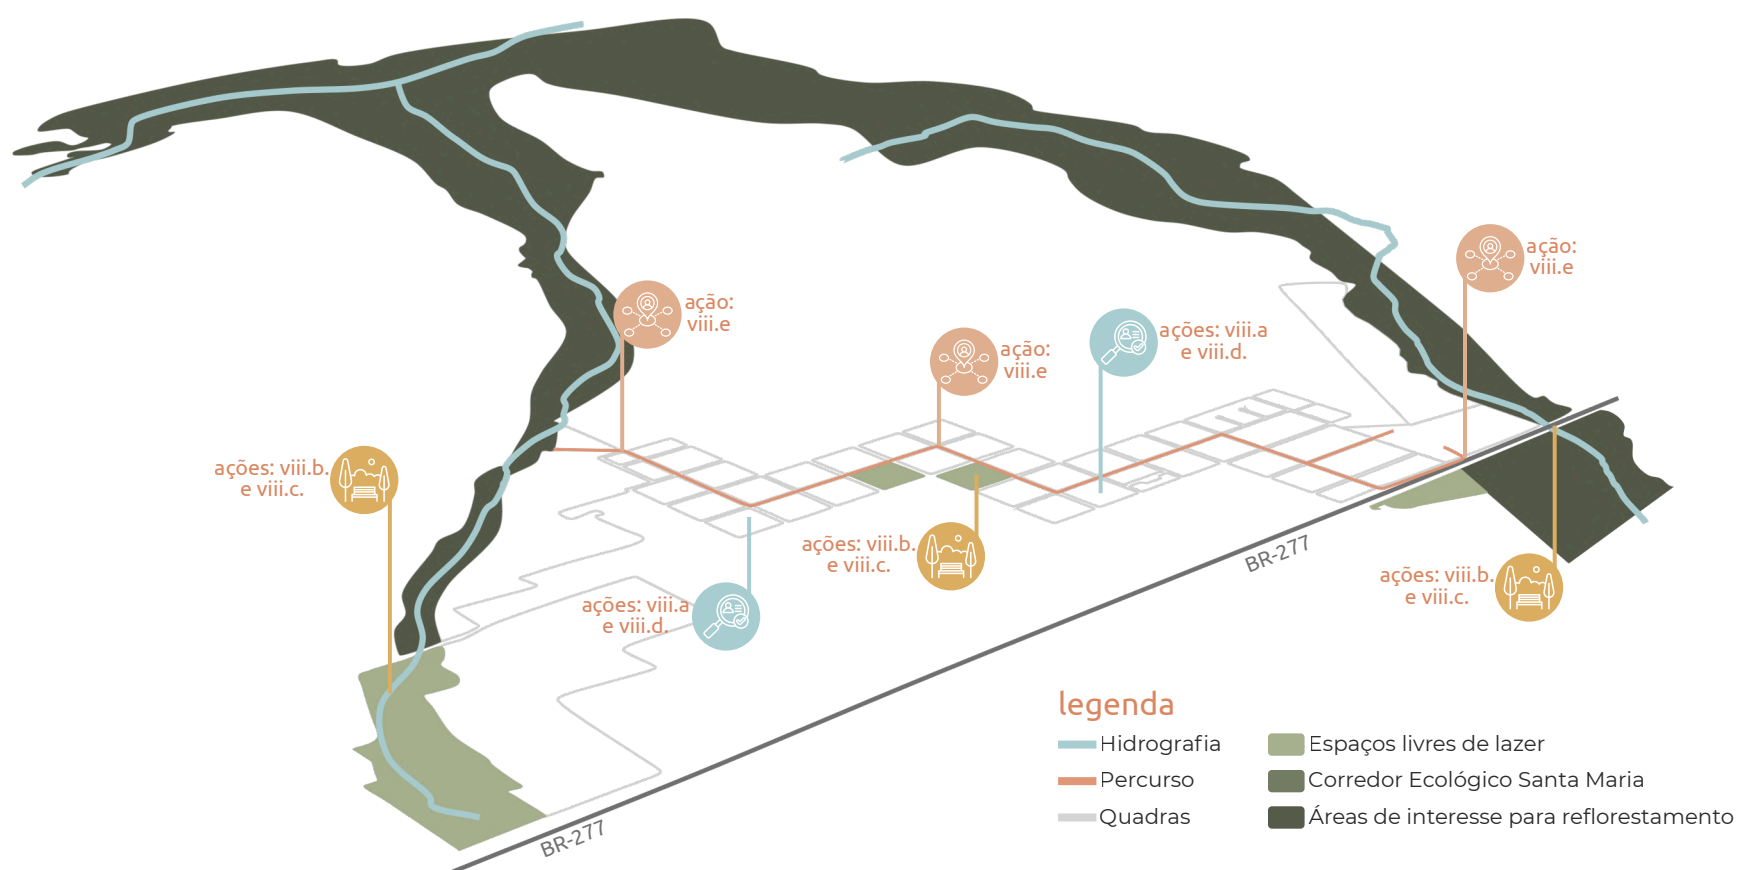 ação:
viii.e
ação:
viii.e
ações: viii.a
e viii.d.
ação:
viii.e
ações: viii.b.
e viii.c.
ações: viii.b.
e viii.c.
BR-277
ações: viii.b.
e viii.c.
ações: viii.a
e viii.d.
BR-277
legenda
Hidrografia
Percurso
Quadras
Espaços livres de lazer
Corredor Ecológico Santa Maria
Áreas de interesse para reflorestamento